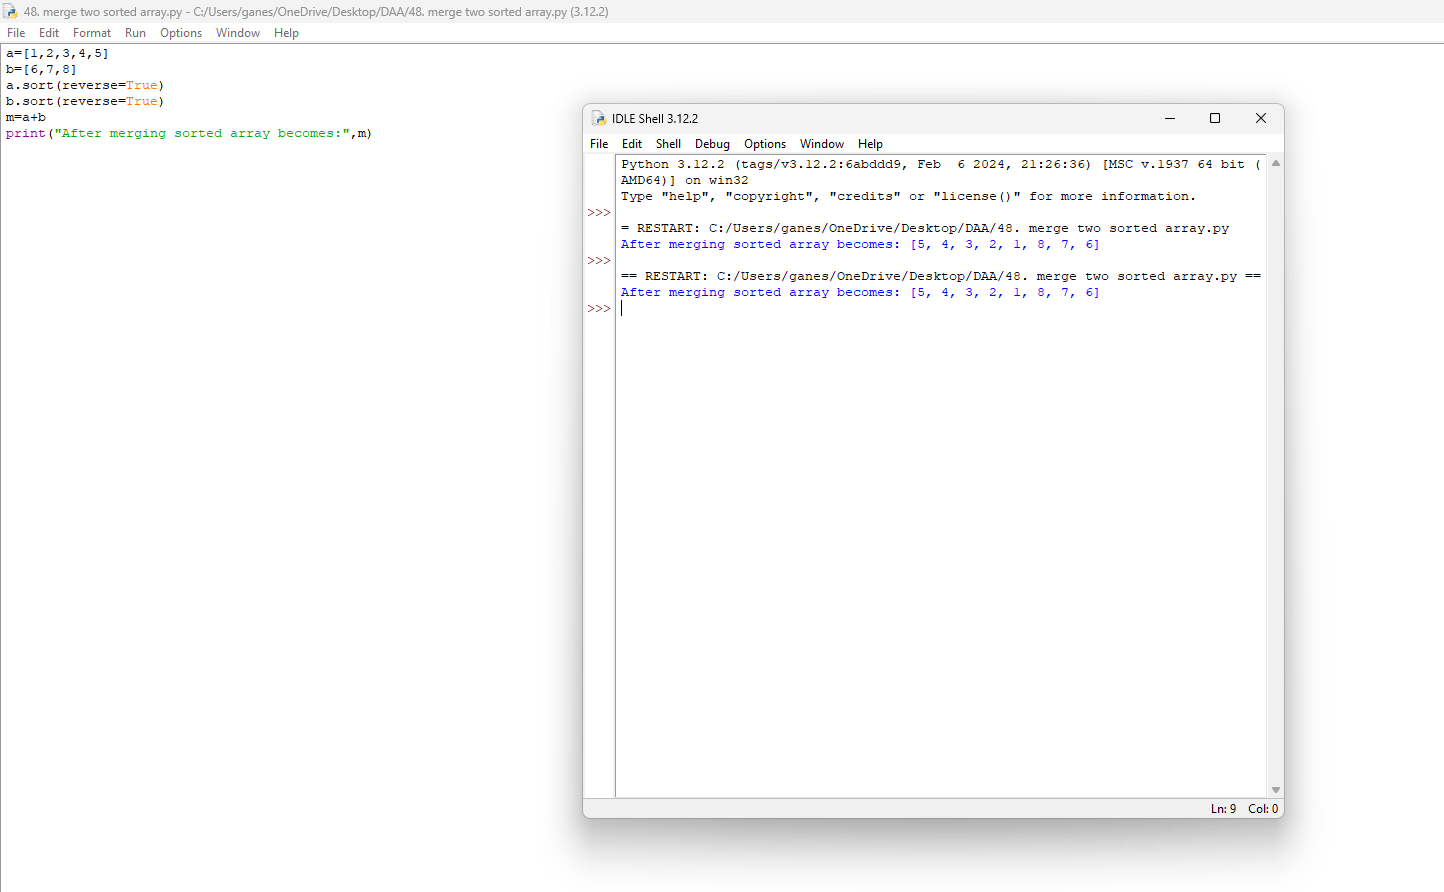 48. merge two sorted array.py - C:/Users/ganes/OneDrive/Desktop/DAA/48. merge two sorted array.py (3.12.2)
File Edit Format Run Options Window Help
a=[1,2,3,4,5]
b=[6,7,8]
a.sort(reverse=True)
b.sort(reverse=True)
m=a+b
print("After merging sorted array becomes:",m)
IDLE Shell 3.12.2
File Edit Shell Debug Options Window Help
Python 3.12.2 (tags/v3.12.2:6abddd9, Feb  6 2024, 21:26:36) [MSC v.1937 64 bit (
AMD64)] on win32
Type "help", "copyright", "credits" or "license()" for more information.
>>>
= RESTART: C:/Users/ganes/OneDrive/Desktop/DAA/48. merge two sorted array.py
After merging sorted array becomes: [5, 4, 3, 2, 1, 8, 7, 6]
>>>
== RESTART: C:/Users/ganes/OneDrive/Desktop/DAA/48. merge two sorted array.py ==
After merging sorted array becomes: [5, 4, 3, 2, 1, 8, 7, 6]
>>>
Ln: 9 Col: 0